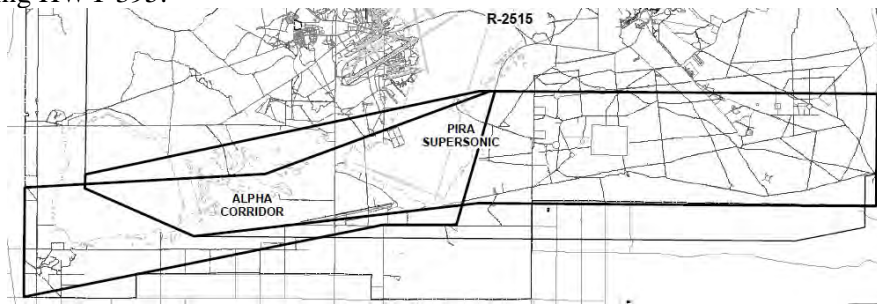 R-2515
PIRA
SUPERSONIC
ALPHA
CORRIDOR